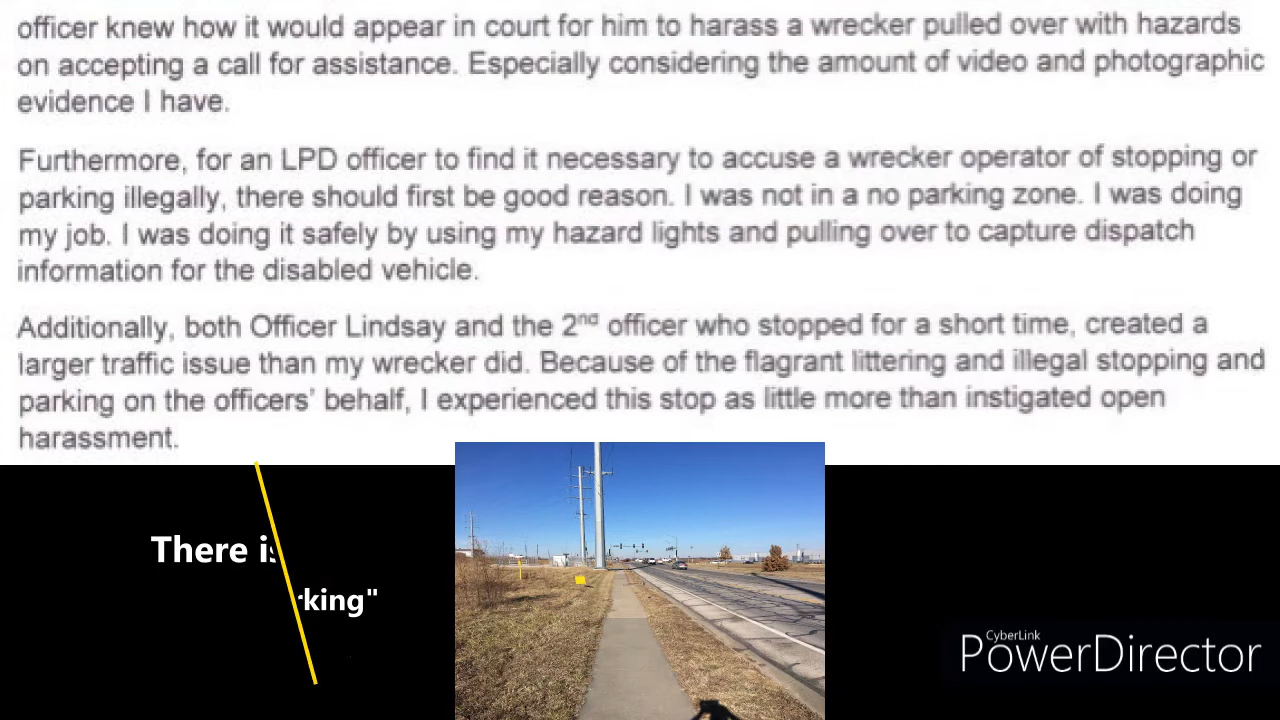 officer knew how it would appear in court for him to harass a wrecker pulled over with hazards
on accepting a call for assistance. Especially considering the amount of video and photographic
evidence I have.
Furthermore, for an LPD officer to find it necessary to accuse a wrecker operator of stopping or
parking illegally, there should first be good reason. I was not in a no parking zone. I was doing
my job. I was doing it safely by using my hazard lights and pulling over to capture dispatch
information for the disabled vehicle.
Additionally, both Officer Lindsay and the 2nd officer who stopped for a short time, created a
larger traffic issue than my wrecker did. Because of the flagrant littering and illegal stopping and
parking on the officers' behalf, I experienced this stop as little more than instigated open
harassment.
There is
rking"
CyberLink
PowerDirector